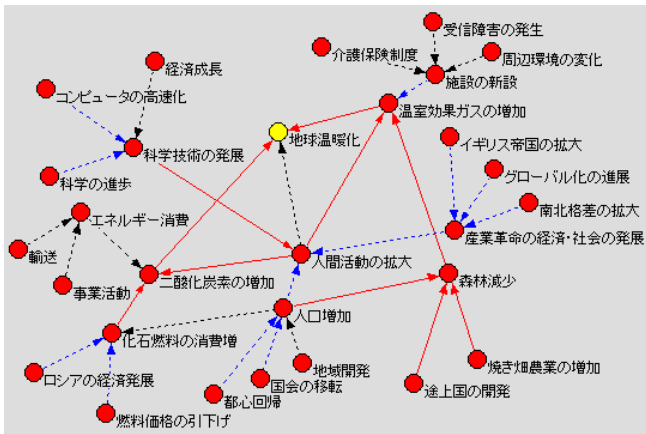 受信障害の発生
介護保険制度
周辺環境の変化
経済成長
施設の新設
コンピュータの高速化
温室効果ガスの増加
地球温暖化
イギリス帝国の拡大
科学技術の発展
グローバル化の進展
科学の進歩
南北格差の拡大
エネルギー消費
産業革命の経済・社会の発展
輸送
人間活動の拡大
二酸化炭素の増加
森林減少
事業活動
人口増加
化石燃料の消費増
焼き畑農業の増加
地域開発
ロシアの経済発展
国会の移転
途上国の開発
都心回帰
燃料価格の引下げ